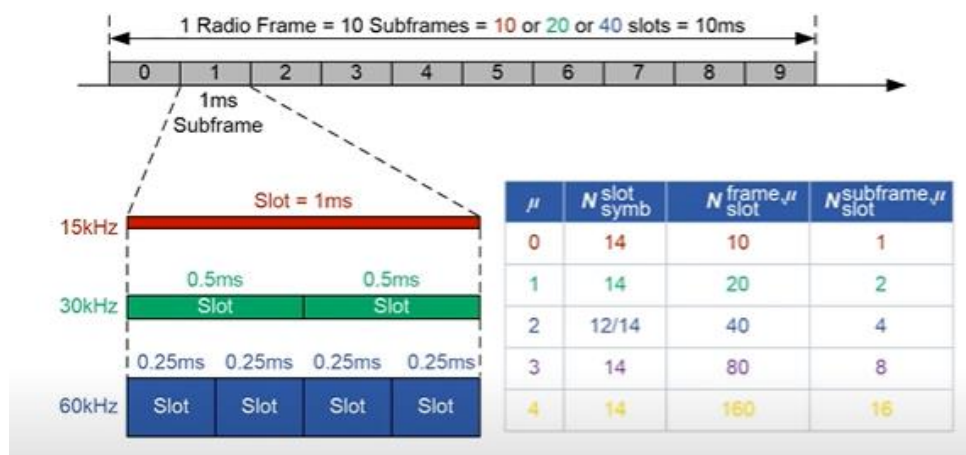 1 Radio Frame = 10 Subframes = 10 or 20 or 40 slots = 10ms
0 1 2 3 4 5 6 7 8 9
1ms
Subframe
Slot = 1ms
15kHz
0.5ms 0.5ms
30kHz Slot Slot
0.25ms 0.25ms 0.25ms 0.25ms
60kHz Slot Slot Slot Slot
μ N slot symb N frame,μ slot N subframe,μ slot
0 14 10 1
1 14 20 2
2 12/14 40 4
3 14 80 8
4 14 160 16